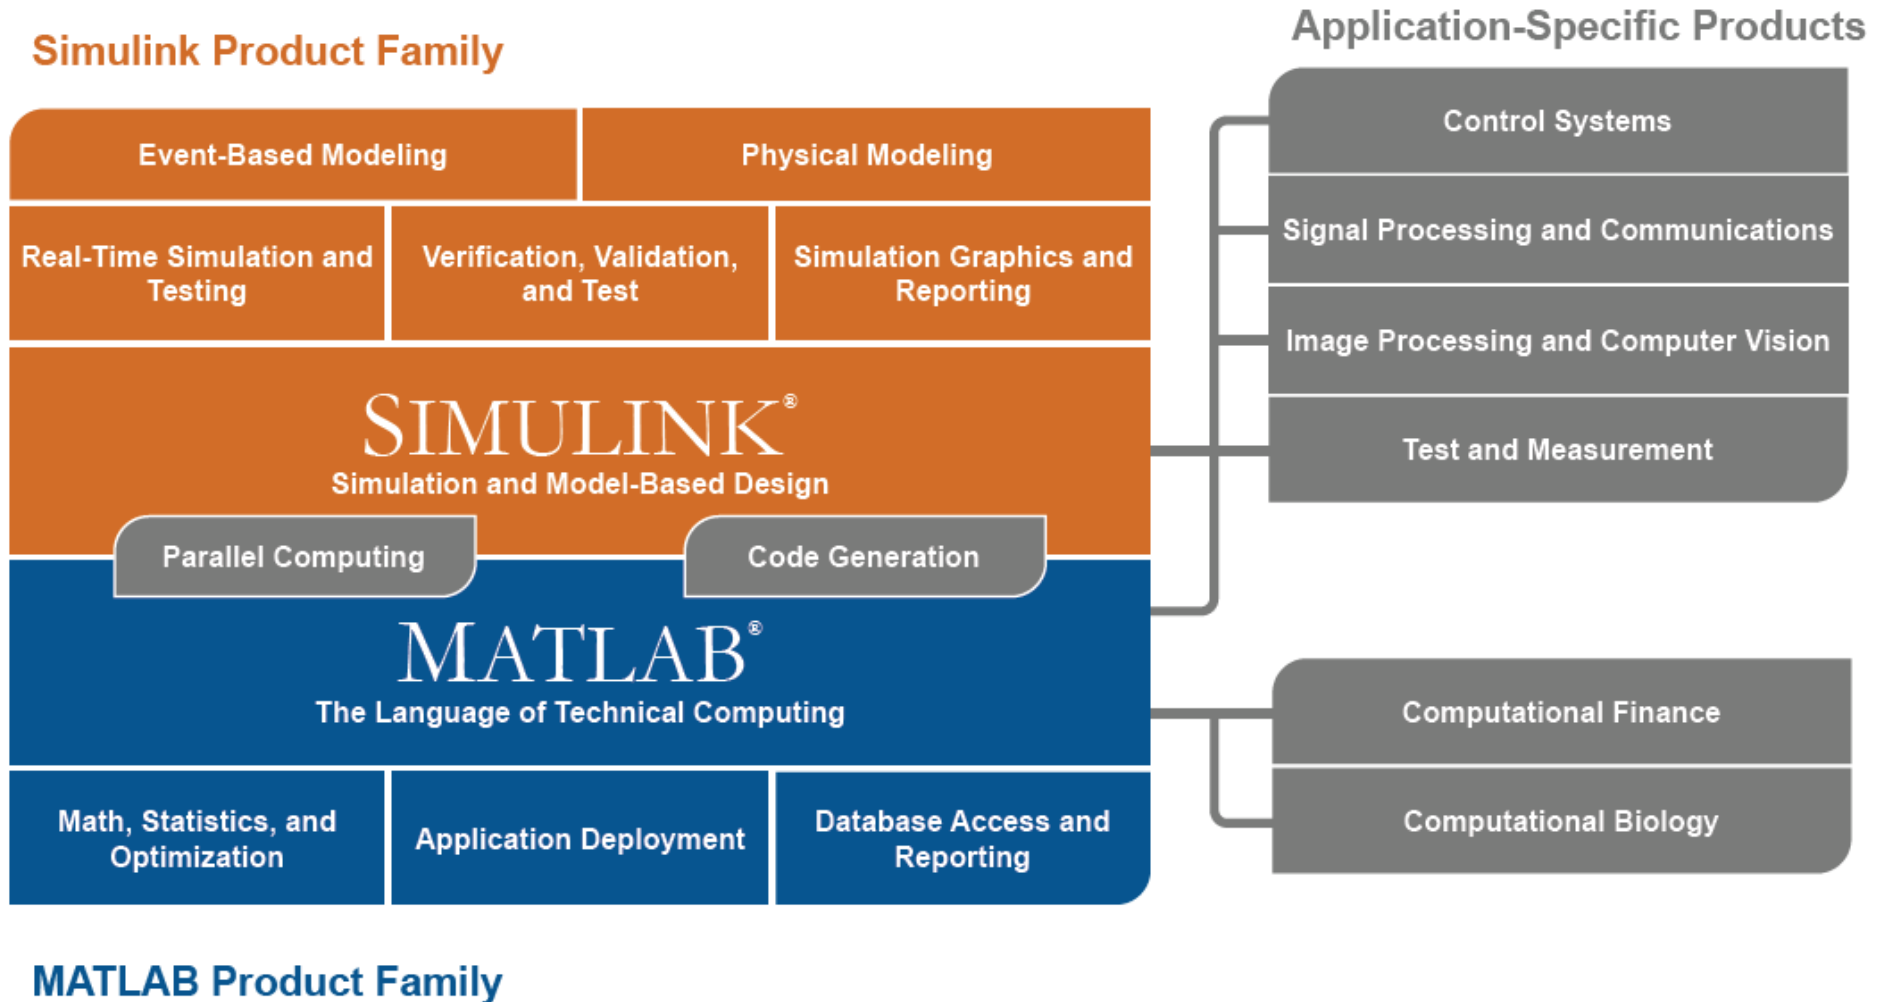 Simulink Product Family
Event-Based Modeling
Physical Modeling
Real-Time Simulation and
Testing
Verification, Validation,
and Test
Simulation Graphics and
Reporting
SIMULINK®
Simulation and Model-Based Design
Parallel Computing
Code Generation
MATLAB®
The Language of Technical Computing
Math, Statistics, and
Optimization
Application Deployment
Database Access and
Reporting
MATLAB Product Family
Application-Specific Products
Control Systems
Signal Processing and Communications
Image Processing and Computer Vision
Test and Measurement
Computational Finance
Computational Biology